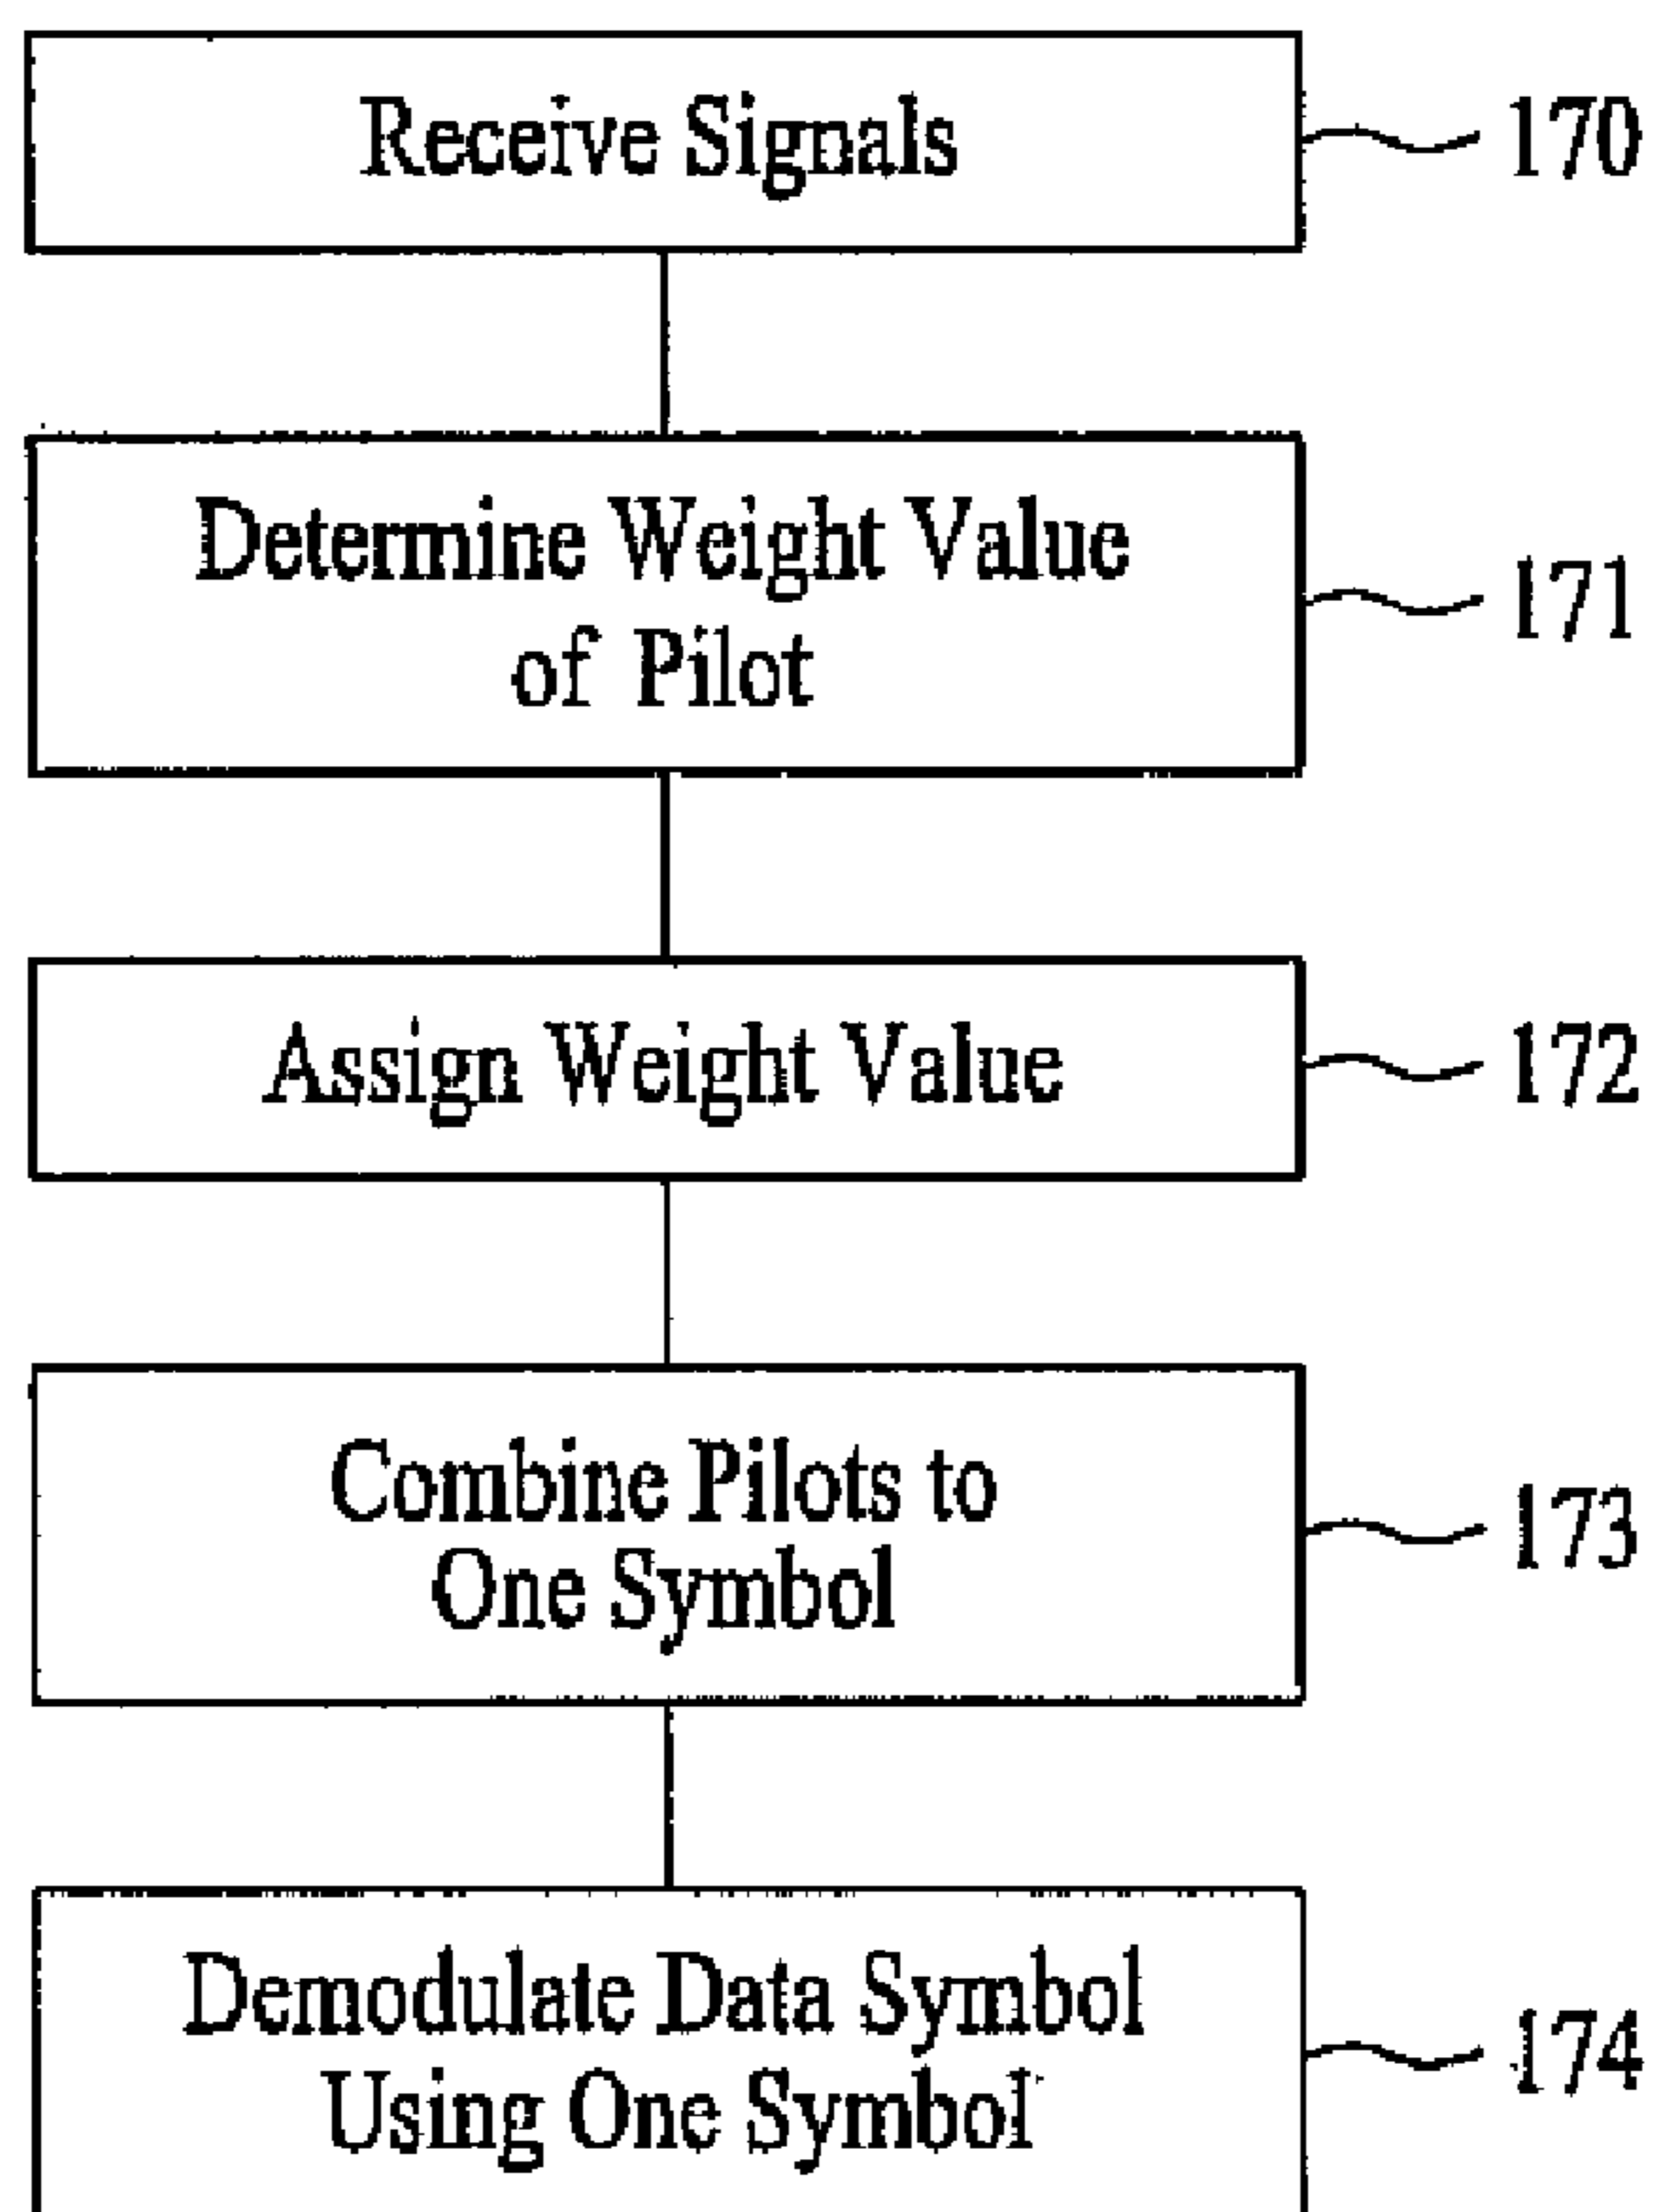 Receive Signals
170
Determine Weight Value
of Pilot
171
Assign Weight Value
172
Combine Pilots to
One Symbol
173
Demodulate Data Symbol
Using One Symbol
174